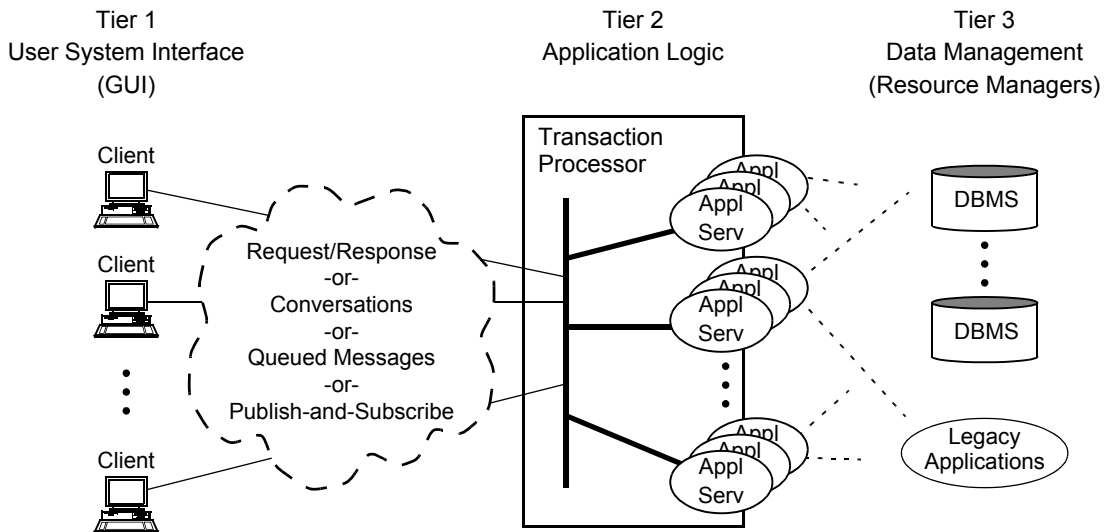 Tier 1
User System Interface
(GUI)
Tier 2
Application Logic
Tier 3
Data Management
(Resource Managers)
Client
Client
Client
Request/Response
-or-
Conversations
-or-
Queued Messages
-or-
Publish-and-Subscribe
Transaction
Processor
Appl
Appl
Appl
Serv
Appl
Appl
Appl
Serv
Appl
Appl
Appl
Serv
DBMS
DBMS
Legacy
Applications